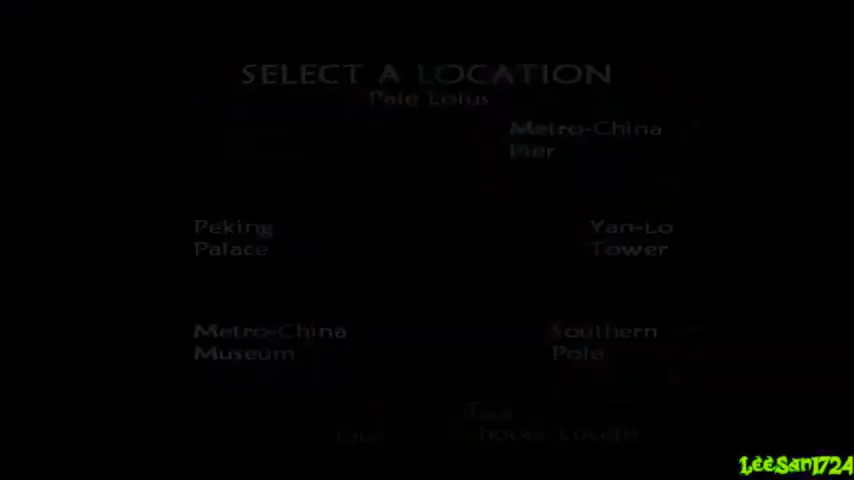 SELECT A LOCATION
Pale Lotus
Metro-China
Pier
Peking
Palace
Yan-Lo
Tower
Metro-China
Museum
Southern
Pole
LeeSan1724